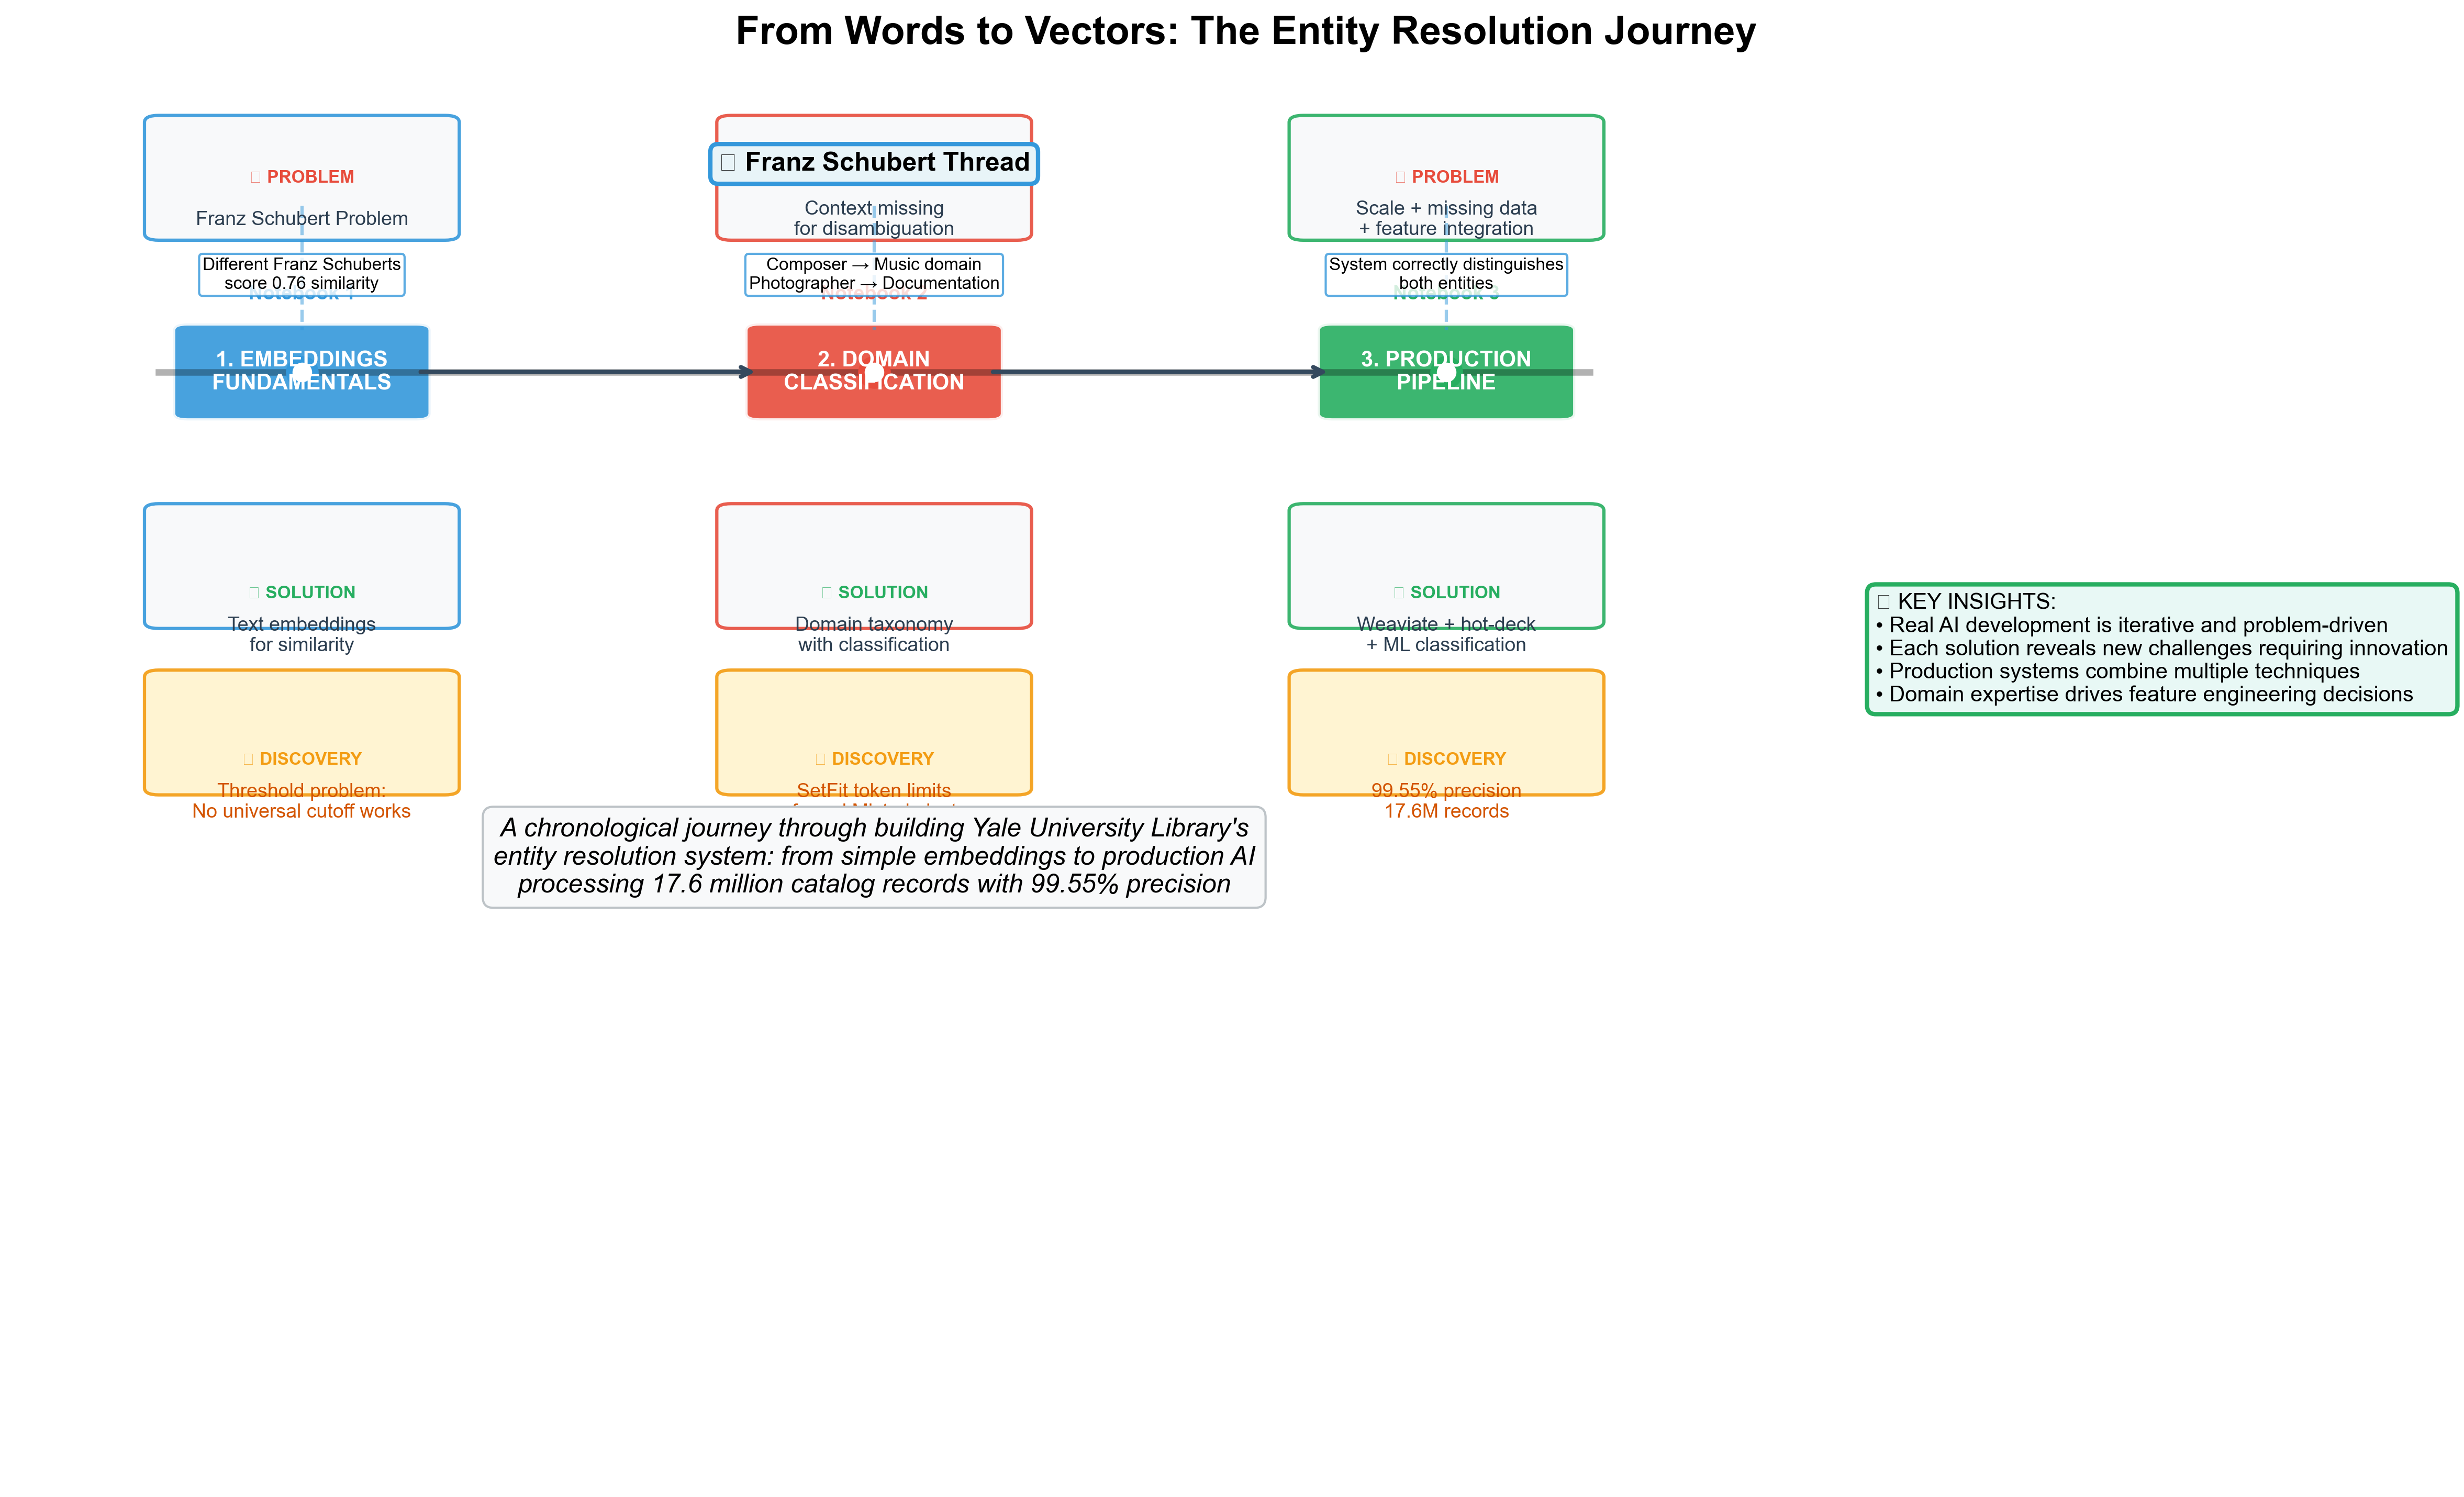 From Words to Vectors: The Entity Resolution Journey
PROBLEM
Franz Schubert Problem
Different Franz Schuberts
score 0.76 similarity
1. EMBEDDINGS
FUNDAMENTALS
SOLUTION
Text embeddings
for similarity
DISCOVERY
Threshold problem:
No universal cutoff works
Franz Schubert Thread
Context missing
for disambiguation
Composer → Music domain
Photographer → Documentation
Notebook 2
2. DOMAIN
CLASSIFICATION
SOLUTION
Domain taxonomy
with classification
DISCOVERY
SetFit token limits
PROBLEM
Scale + missing data
+ feature integration
System correctly distinguishes
both entities
Notebook 3
3. PRODUCTION
PIPELINE
SOLUTION
Weaviate + hot-deck
+ ML classification
DISCOVERY
99.55% precision
17.6M records
KEY INSIGHTS:
• Real AI development is iterative and problem-driven
• Each solution reveals new challenges requiring innovation
• Production systems combine multiple techniques
• Domain expertise drives feature engineering decisions
A chronological journey through building Yale University Library's
entity resolution system: from simple embeddings to production AI
processing 17.6 million catalog records with 99.55% precision